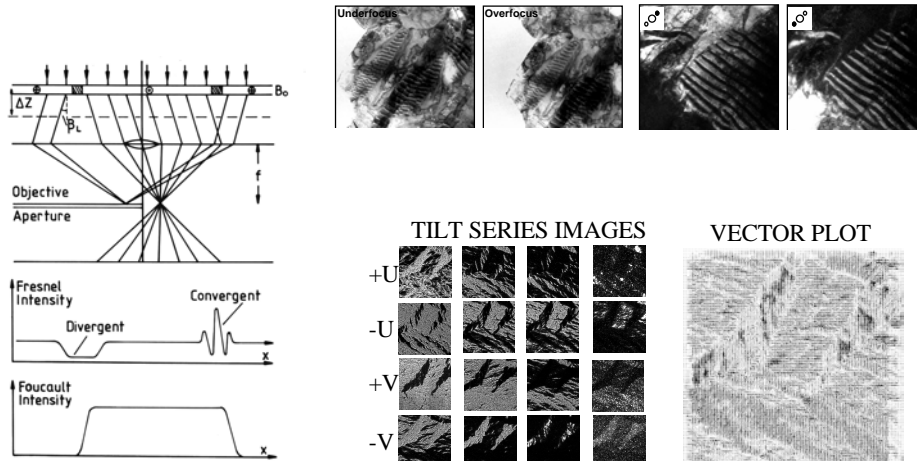 Underfocus
Overfocus
B₀
ΔZ
β_L
f
Objective
Aperture
Fresnel
Intensity
Divergent
Convergent
x
Foucault
Intensity
x
TILT SERIES IMAGES
+U
-U
+V
-V
VECTOR PLOT